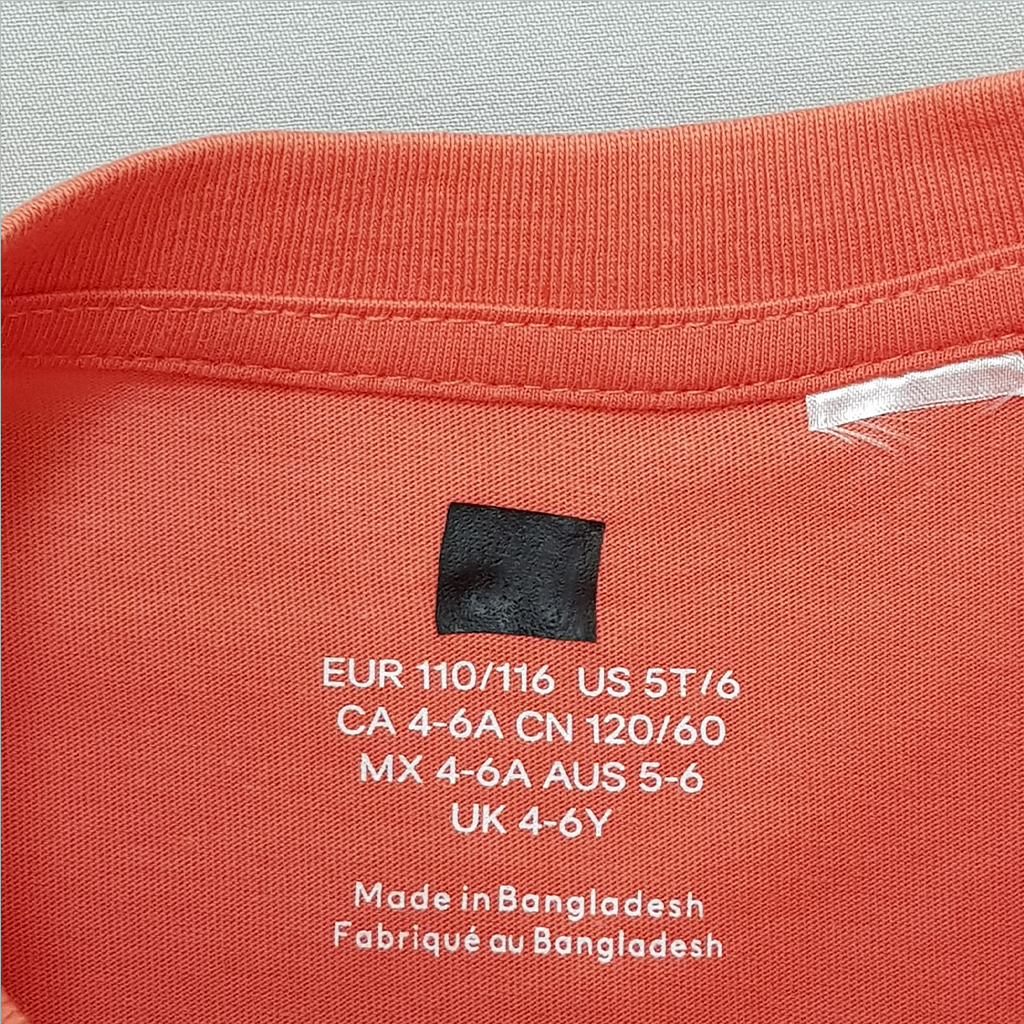 EUR 110/116 US 5T/6
CA 4-6A CN 120/60
MX 4-6A AUS 5-6
UK 4-6Y
Made in Bangladesh
Fabriqué au Bangladesh